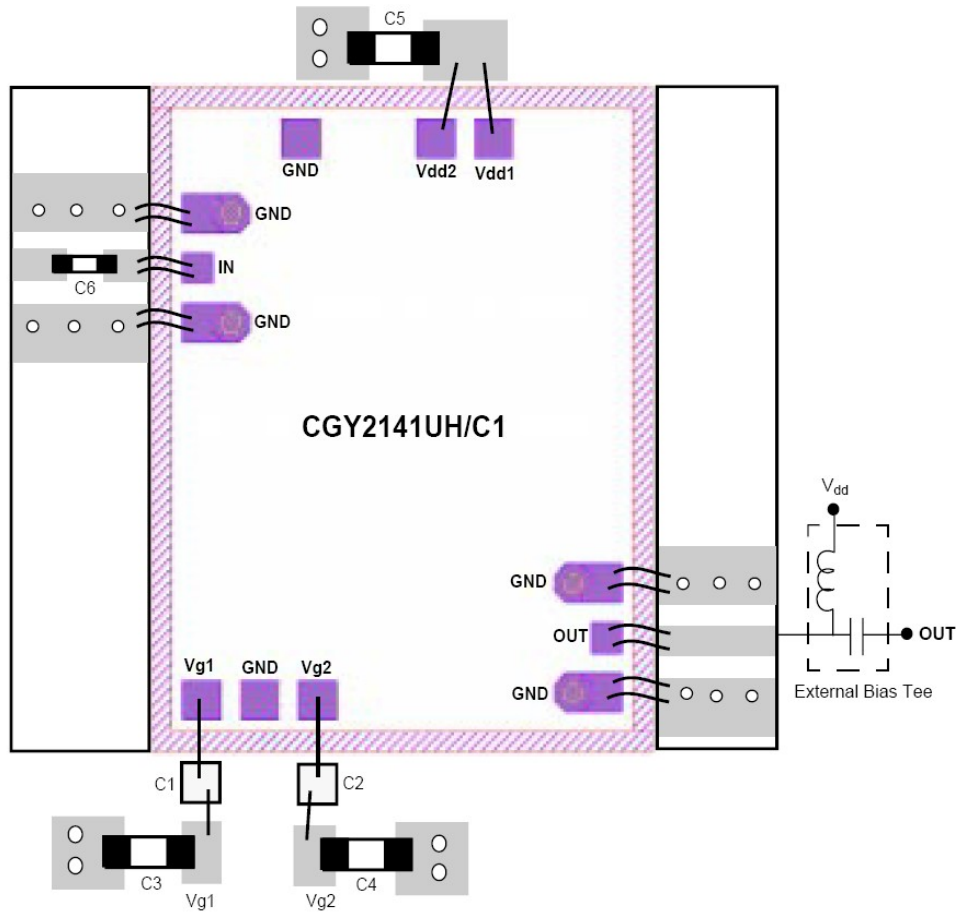 C5
GND
Vdd2
Vdd1
GND
IN
C6
GND
CGY2141UH/C1
Vdd
GND
OUT
OUT
GND
External Bias Tee
Vg1
GND
Vg2
C1
C2
C3
C4
Vg1
Vg2